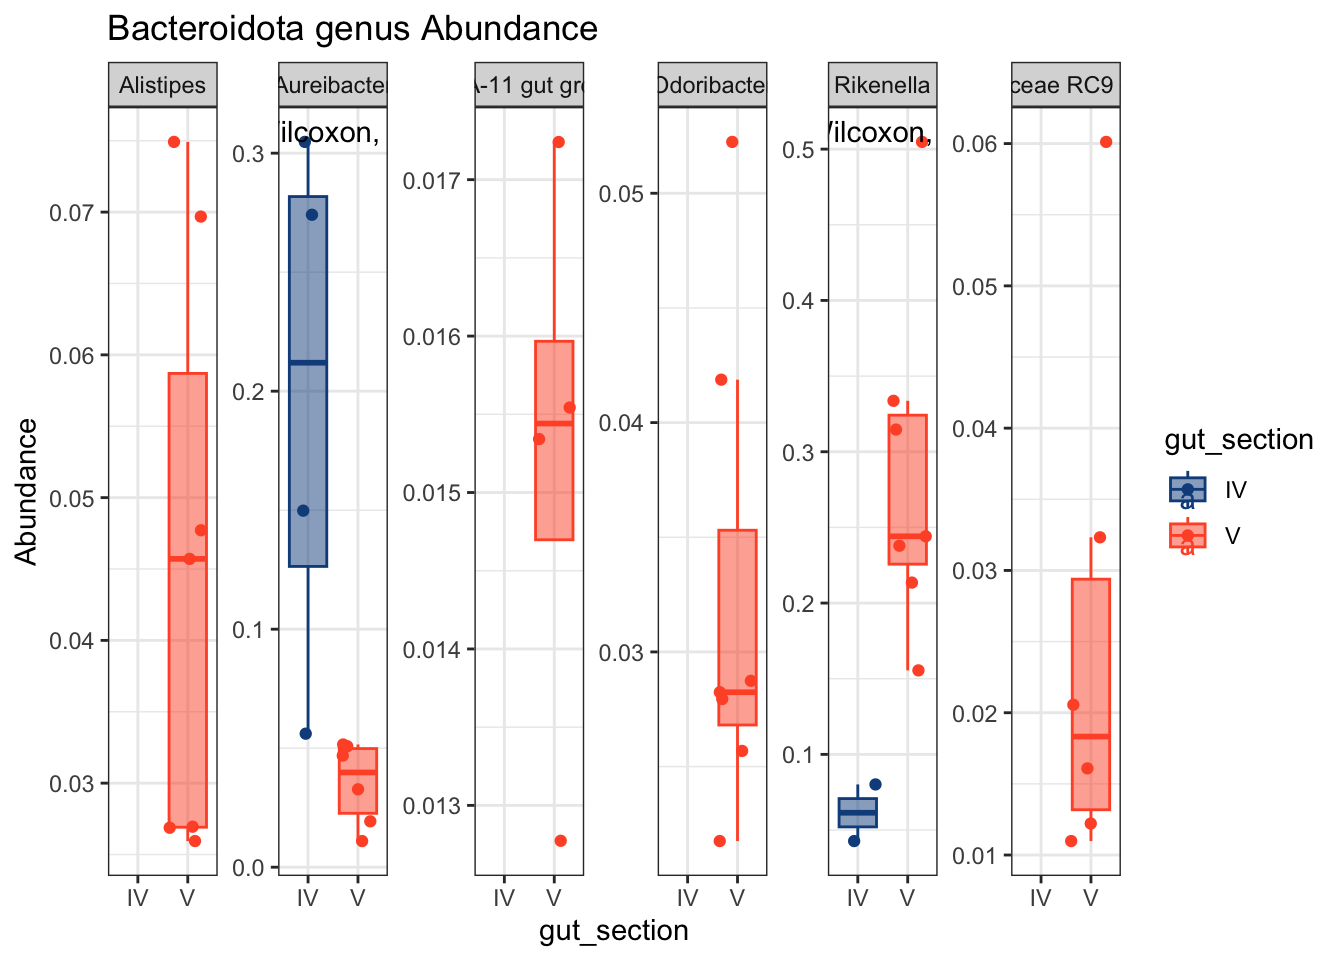 Bacteroidota genus Abundance
Alistipes
Aureibacte
A-11 gut gr
Odoribacte
Rikenella
ceae RC9
Wilcoxon,
Wilcoxon,
0.07
0.06
0.05
0.04
0.03
0.3
0.2
0.1
0.0
0.017
0.016
0.015
0.014
0.013
0.05
0.04
0.03
0.5
0.4
0.3
0.2
0.1
0.06
0.05
0.04
0.03
0.02
0.01
Abundance
IV V
IV V
IV V
IV V
IV V
IV V
gut_section
gut_section
IV
a
V
a